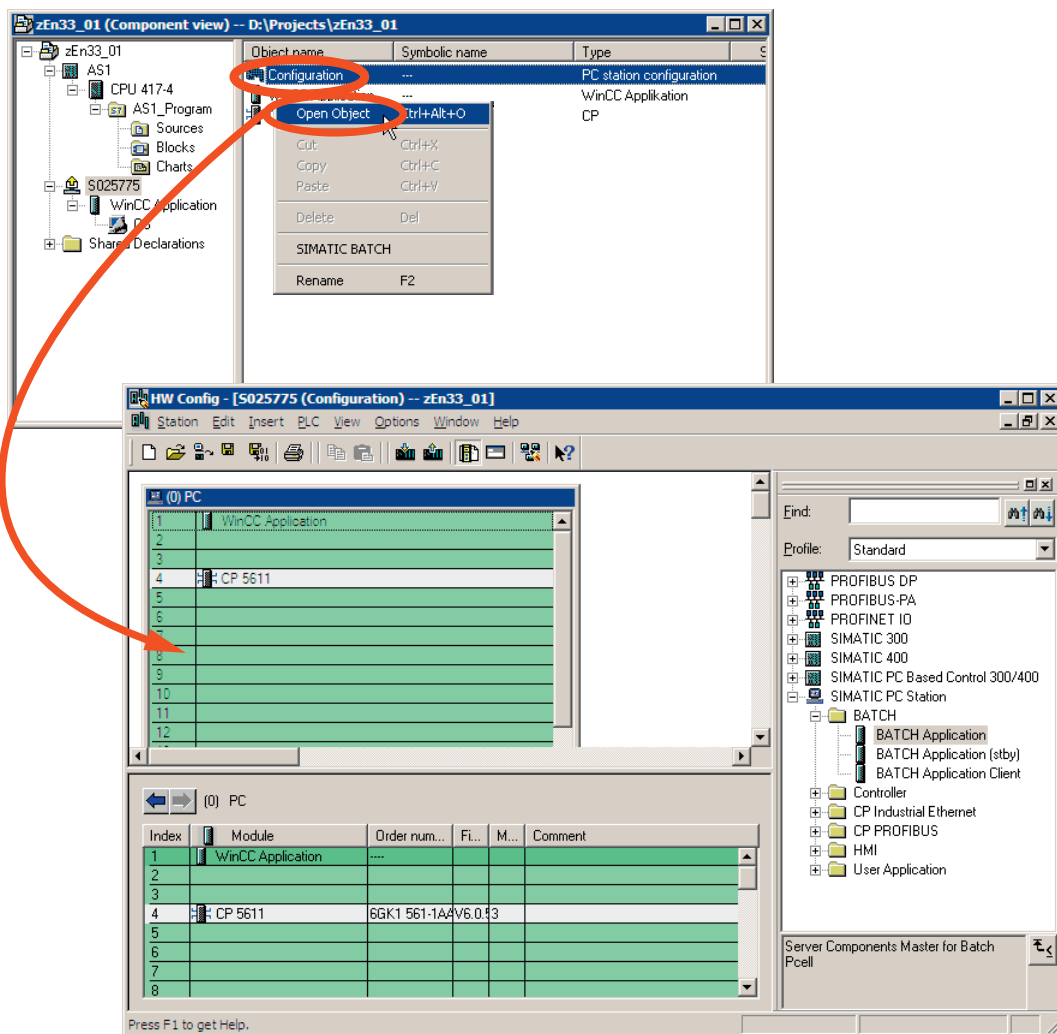 zEn33_01 (Component view) -- D:\Projects\zEn33_01
zEn33_01
AS1
CPU 417-4
AS1_Program
Sources
Blocks
Charts
S025775
WinCC Application
OS
Shared Declarations
Object name Symbolic name Type S
Configuration --- PC station configuration
--- WinCC Applikation
CP
Open Object Ctrl+Alt+O
Cut Ctrl+X
Copy Ctrl+C
Paste Ctrl+V
Delete Del
SIMATIC BATCH
Rename F2
HW Config - [S025775 (Configuration) -- zEn33_01]
Station Edit Insert PLC View Options Window Help
(0) PC
1 WinCC Application
2
3
4 CP 5611
5
6
7
8
9
10
11
12
Find:
Profile: Standard
PROFIBUS DP
PROFIBUS-PA
PROFINET IO
SIMATIC 300
SIMATIC 400
SIMATIC PC Based Control 300/400
SIMATIC PC Station
BATCH
BATCH Application
BATCH Application (stby)
BATCH Application Client
Controller
CP Industrial Ethernet
CP PROFIBUS
HMI
User Application
Server Components Master for Batch
Pcell
(0) PC
Index Module Order num... Fi... M... Comment
1 WinCC Application ----
2
3
4 CP 5611 6GK1 561-1AA V6.0.5 3
5
6
7
8
Press F1 to get Help.